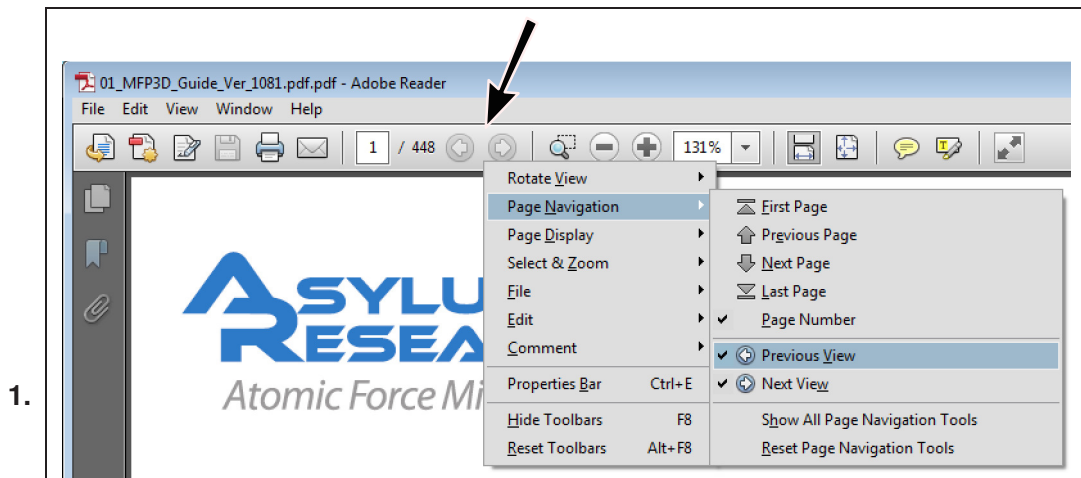 01_MFP3D_Guide_Ver_1081.pdf.pdf - Adobe Reader
File Edit View Window Help
1 / 448 131%
Rotate View
Page Navigation
Page Display
Select & Zoom
File
Edit
Comment
Properties Bar Ctrl+E
Hide Toolbars F8
Reset Toolbars Alt+F8
First Page
Previous Page
Next Page
Last Page
Page Number
Previous View
Next View
Show All Page Navigation Tools
Reset Page Navigation Tools
ASYLU
RESEA
Atomic Force Mi
1.